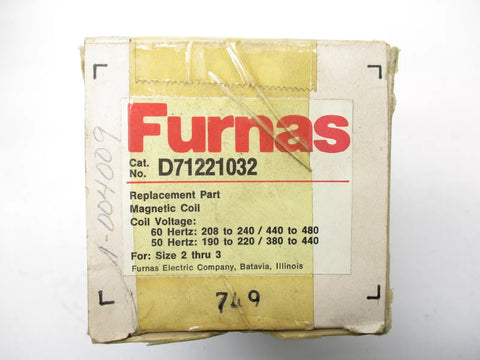 Furnas
Cat. No. D71221032
Replacement Part
Magnetic Coil
Coil Voltage:
60 Hertz: 208 to 240 / 440 to 480
50 Hertz: 190 to 220 / 380 to 440
For: Size 2 thru 3
Furnas Electric Company, Batavia, Illinois
749
1-004009